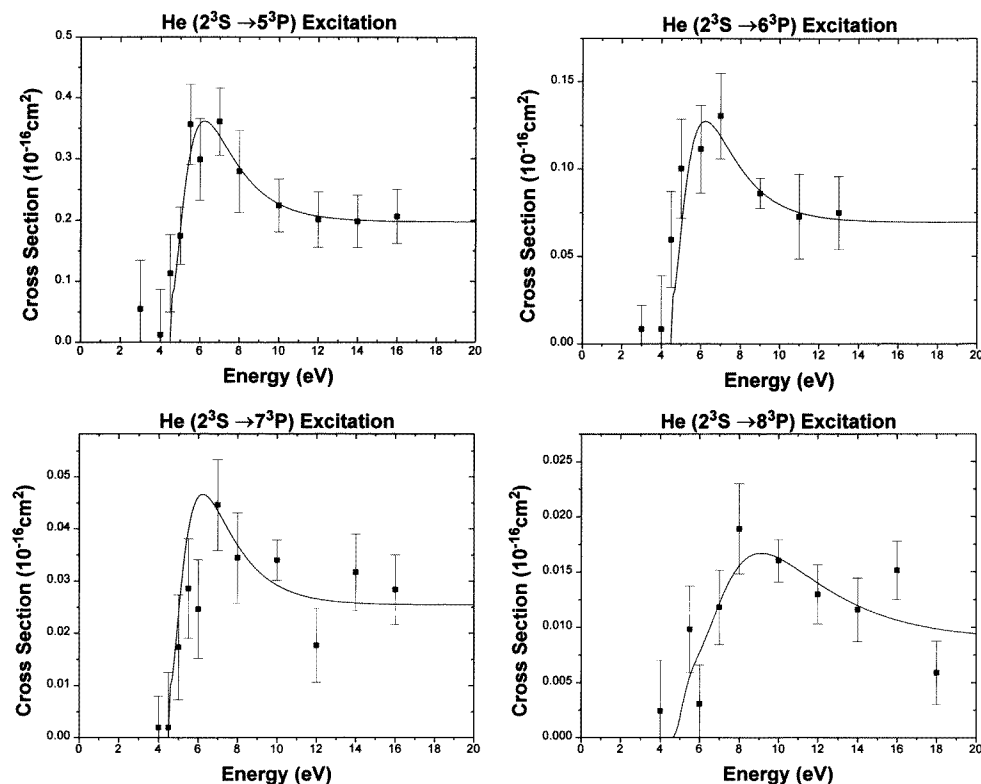 He (2³S →5³P) Excitation
0.5
0.4
0.3
0.2
0.1
0.0
Cross Section (10⁻¹⁶cm²)
0 2 4 6 8 10 12 14 16 18 20
Energy (eV)
He (2³S →6³P) Excitation
0.15
0.10
0.05
0.00
Cross Section (10⁻¹⁶cm²)
0 2 4 6 8 10 12 14 16 18 20
Energy (eV)
He (2³S →7³P) Excitation
0.05
0.04
0.03
0.02
0.01
0.000
Cross Section (10⁻¹⁶cm²)
0 2 4 6 8 10 12 14 16 18 20
Energy (eV)
He (2³S →8³P) Excitation
0.025
0.020
0.015
0.010
0.005
0.000
Cross Section (10⁻¹⁶cm²)
0 2 4 6 8 10 12 14 16 18 20
Energy (eV)